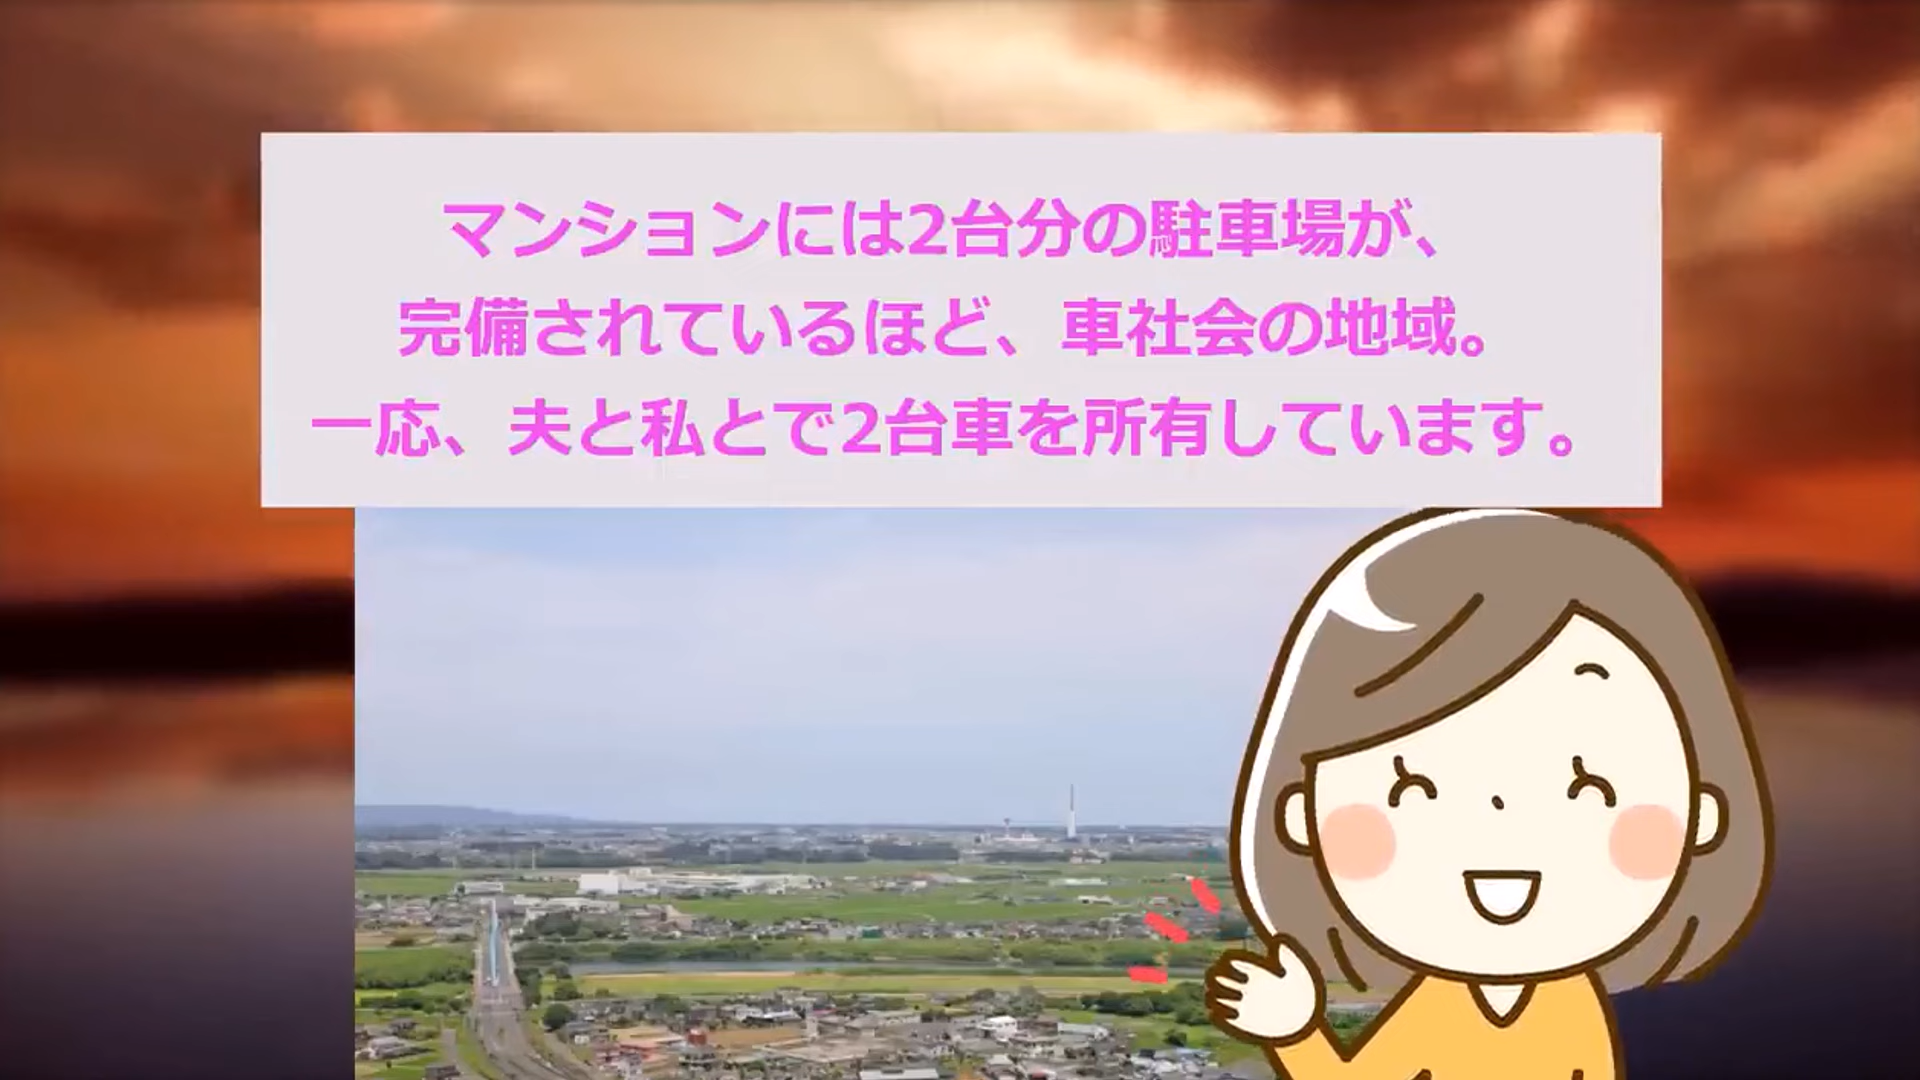 マンションには2台分の駐車場が、
完備されているほど、車社会の地域。
一応、夫と私とで2台車を所有しています。